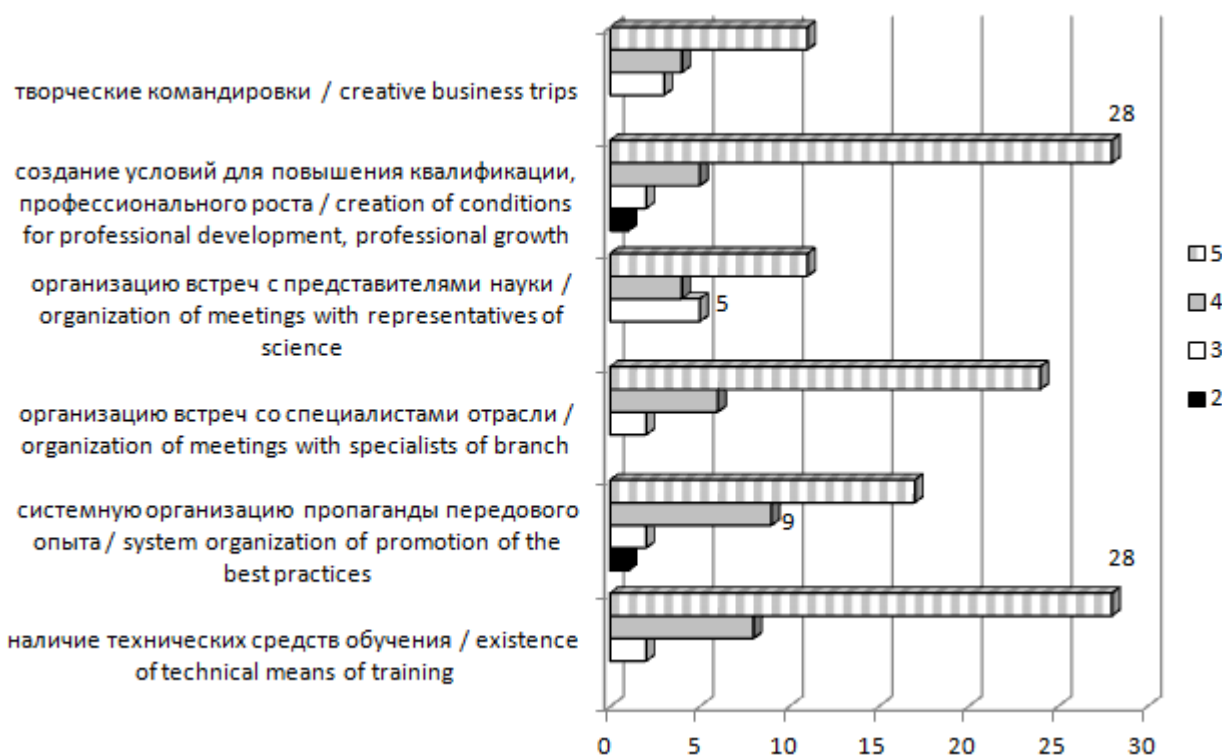 творческие командировки / creative business trips
28
создание условий для повышения квалификации,
профессионального роста / creation of conditions
for professional development, professional growth
организацию встреч с представителями науки /
organization of meetings with representatives of
science
5
организацию встреч со специалистами отрасли /
organization of meetings with specialists of branch
системную организацию пропаганды передового
опыта / system organization of promotion of the
best practices
9
28
наличие технических средств обучения / existence
of technical means of training
0 5 10 15 20 25 30
5
4
3
2